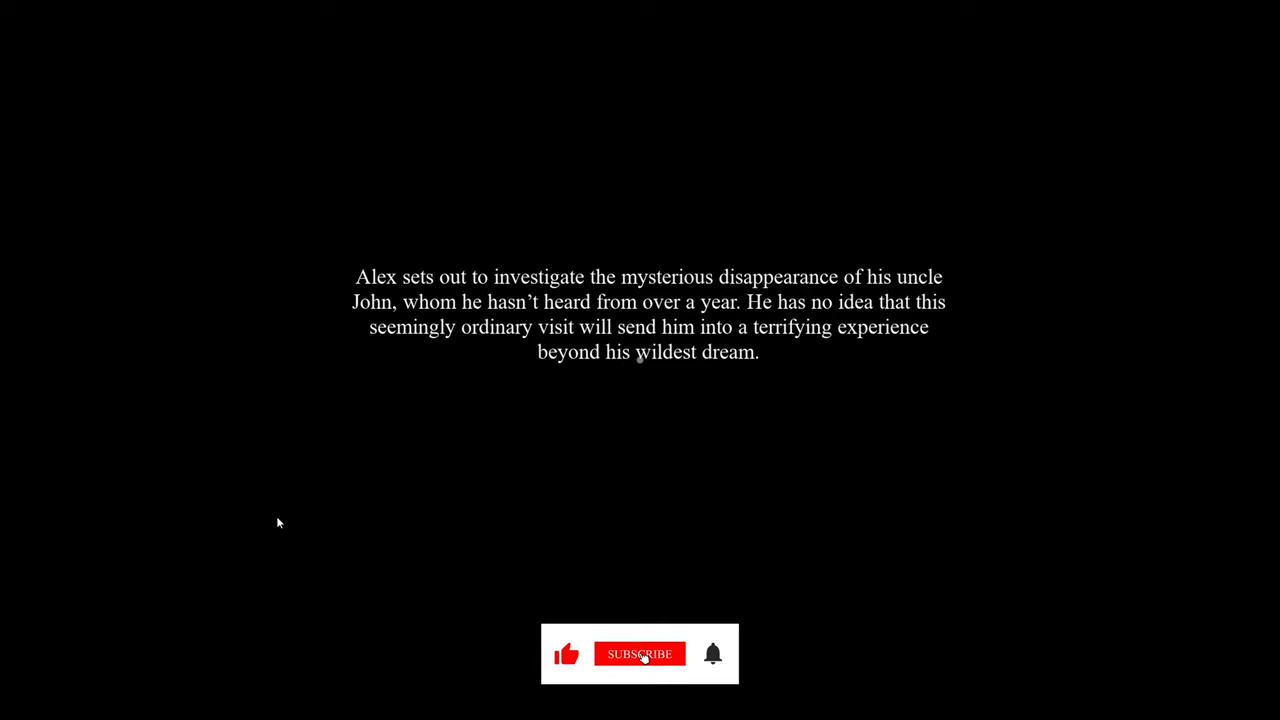 Alex sets out to investigate the mysterious disappearance of his uncle
John, whom he hasn’t heard from over a year. He has no idea that this
seemingly ordinary visit will send him into a terrifying experience
beyond his wildest dream.
SUBSCRIBE